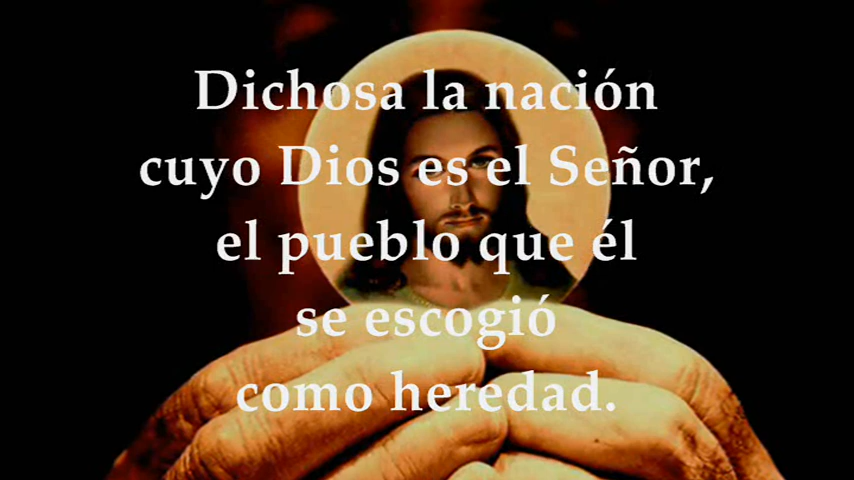 Dichosa la nación
cuyo Dios es el Señor,
el pueblo que él
se escogió
como heredad.